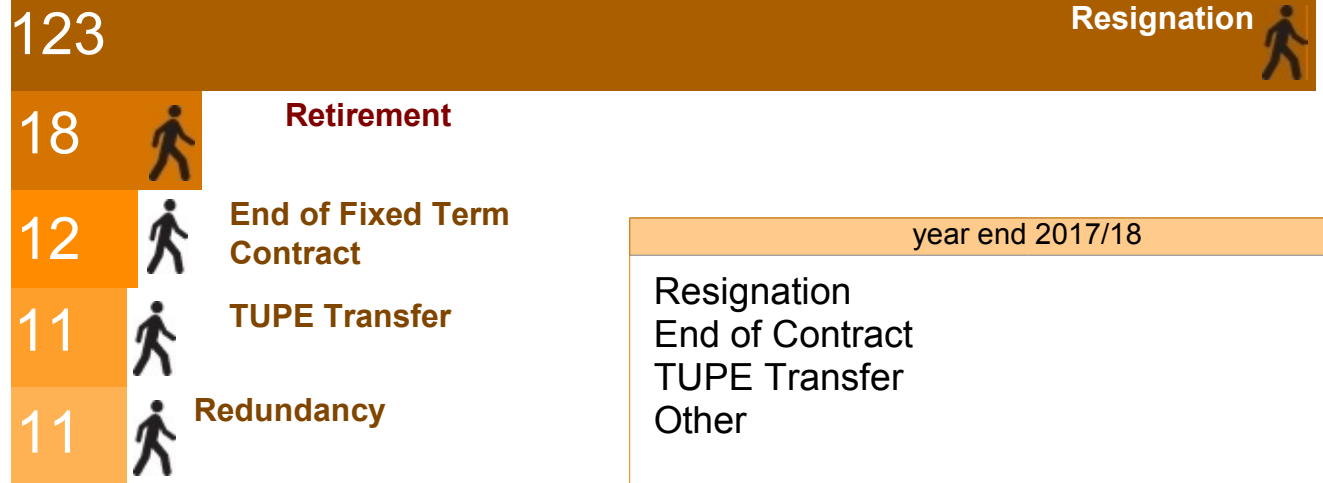 123
Resignation
18
Retirement
12
End of Fixed Term
Contract
11
TUPE Transfer
11
Redundancy
year end 2017/18
Resignation
End of Contract
TUPE Transfer
Other